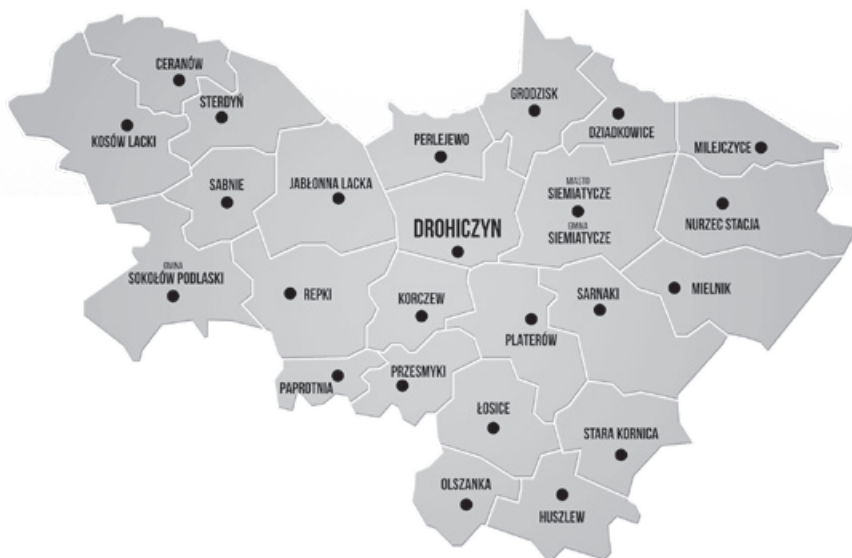 CERANÓW
STERDYŃ
KOSÓW LACKI
GRODZISK
DZIADKOWICE
PERLEJEWO
MILEJCZYCE
SABNIE
JABŁONNA LACKA
MIASTO
SIEMIATYCZE
GMINA
SIEMIATYCZE
NURZEC STACJA
DROHICZYN
GMINA
SOKOŁÓW PODLASKI
REPKI
KORCZEW
SARNAKI
MIELNIK
PLATERÓW
PAPROTNIA
PRZESMYKI
ŁOSICE
STARA KORNICA
OLSZANKA
HUSZLEW